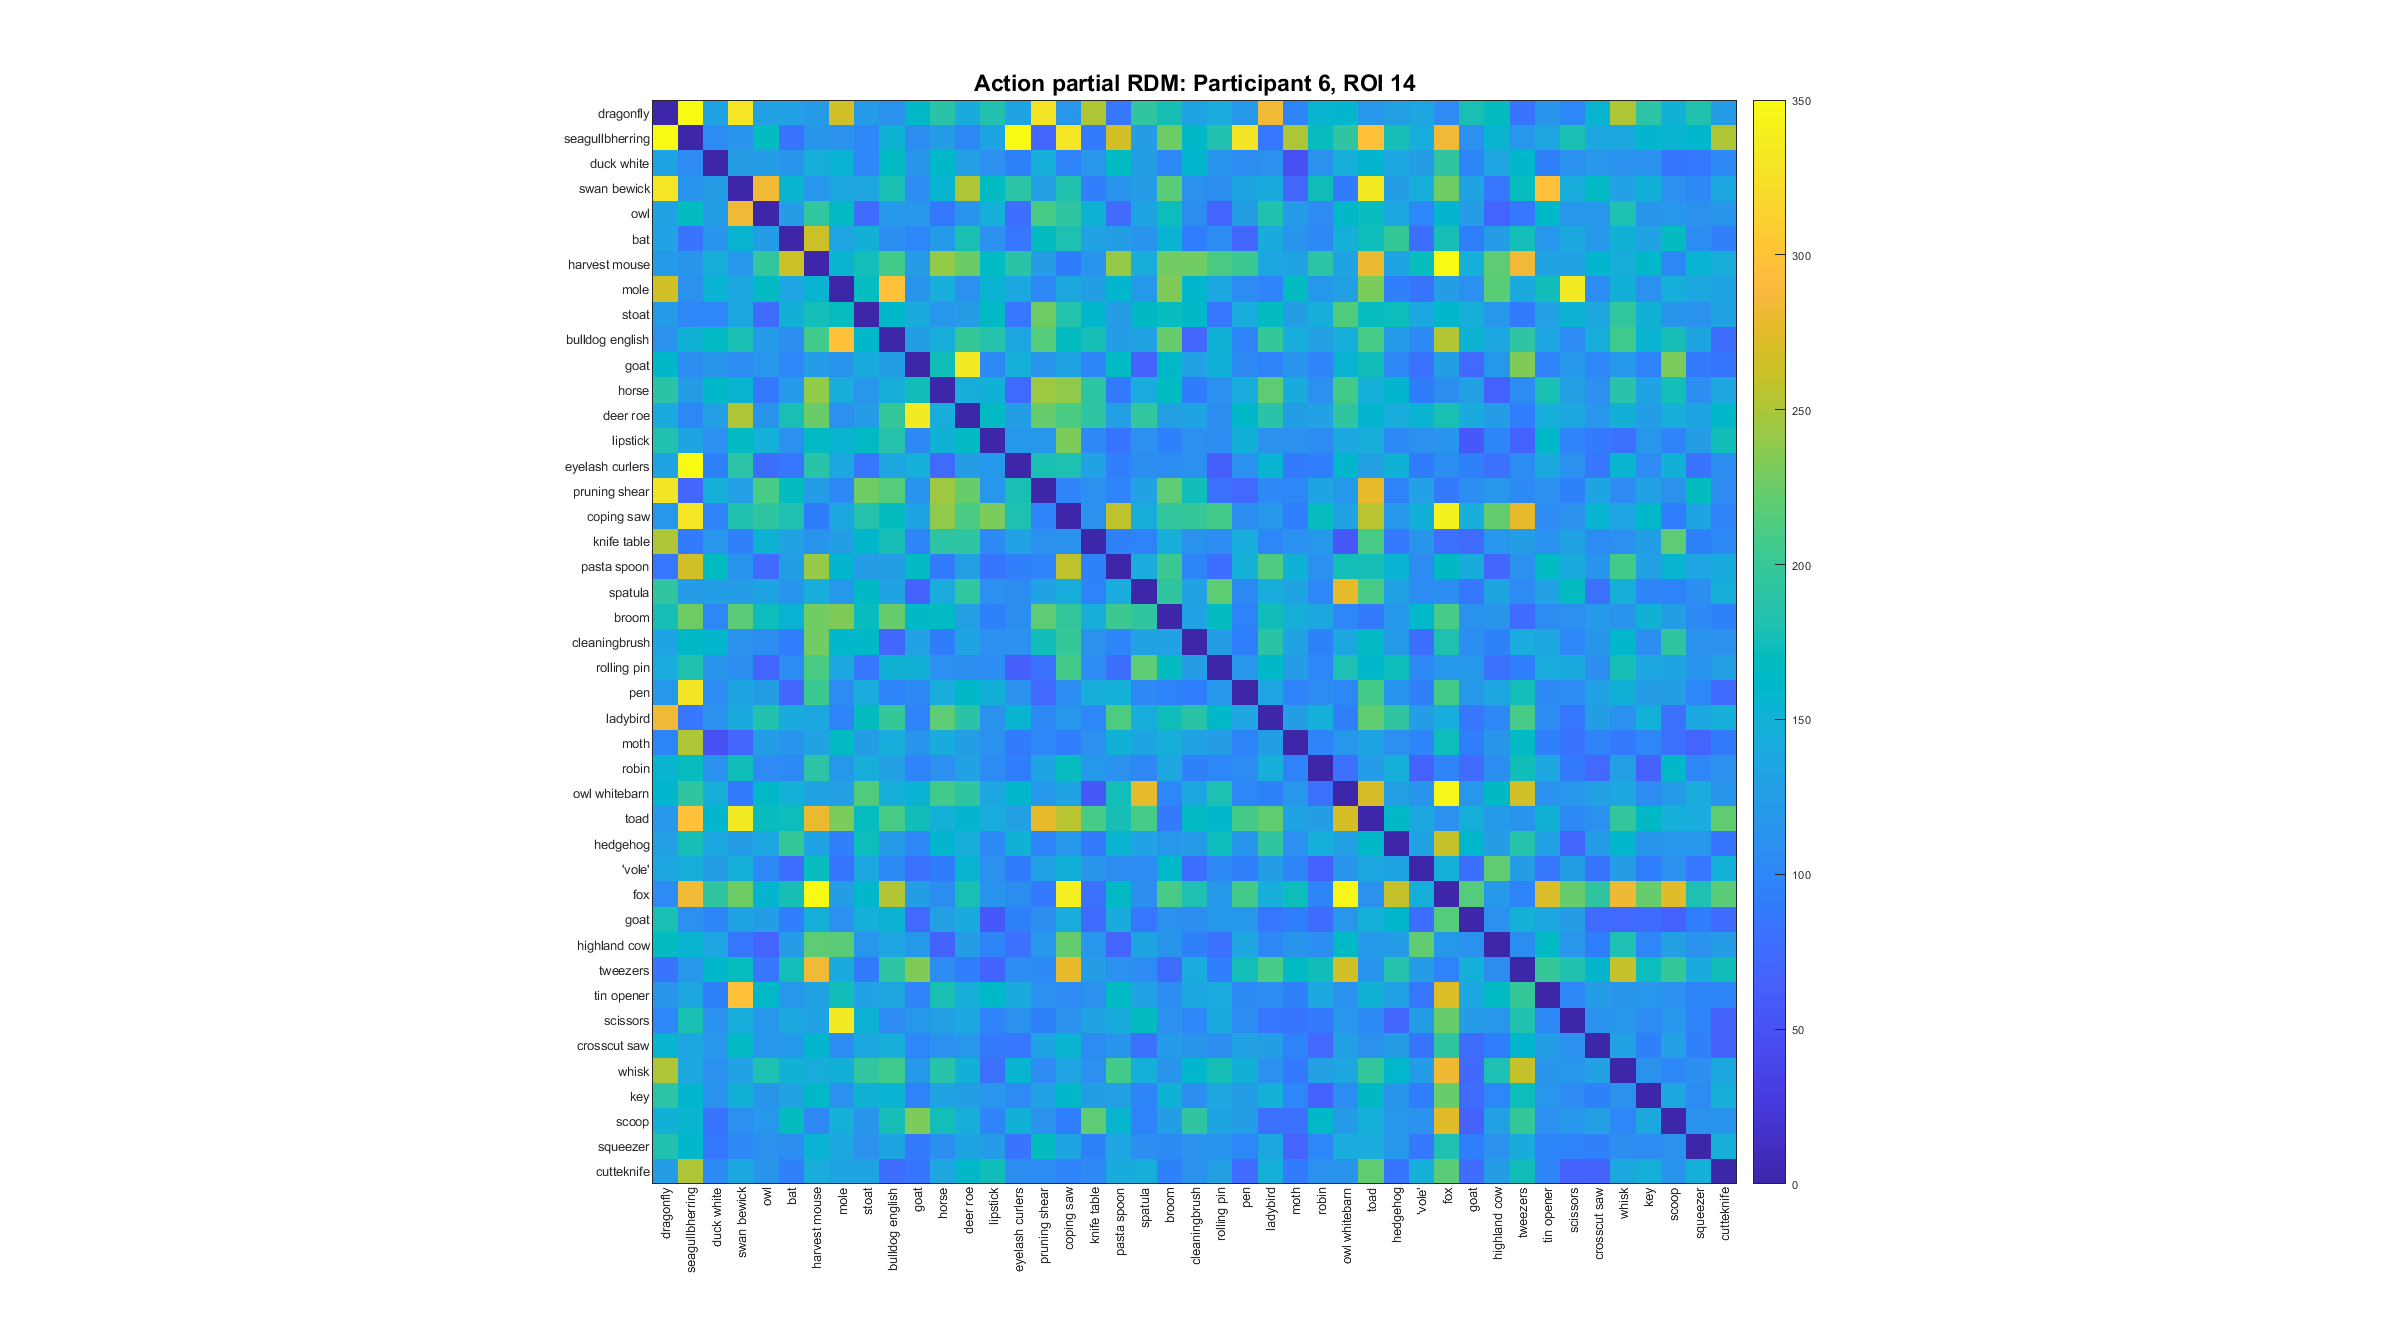 Action partial RDM: Participant 6, ROI 14
dragonfly
seagullbherring
duck white
swan bewick
owl
bat
harvest mouse
mole
stoat
bulldog english
goat
horse
deer roe
lipstick
eyelash curlers
pruning shear
coping saw
knife table
pasta spoon
spatula
broom
cleaningbrush
rolling pin
pen
ladybird
moth
robin
owl whitebarn
toad
hedgehog
'vole'
fox
goat
highland cow
tweezers
tin opener
scissors
crosscut saw
whisk
key
scoop
squeezer
cutteknife
350
300
250
200
150
100
50
0
dragonfly
seagullbherring
duck white
swan bewick
owl
bat
harvest mouse
mole
stoat
bulldog english
goat
horse
deer roe
lipstick
eyelash curlers
pruning shear
coping saw
knife table
pasta spoon
spatula
broom
cleaningbrush
rolling pin
pen
ladybird
moth
robin
owl whitebarn
toad
hedgehog
'vole'
fox
goat
highland cow
tweezers
tin opener
scissors
crosscut saw
whisk
key
scoop
squeezer
cutteknife